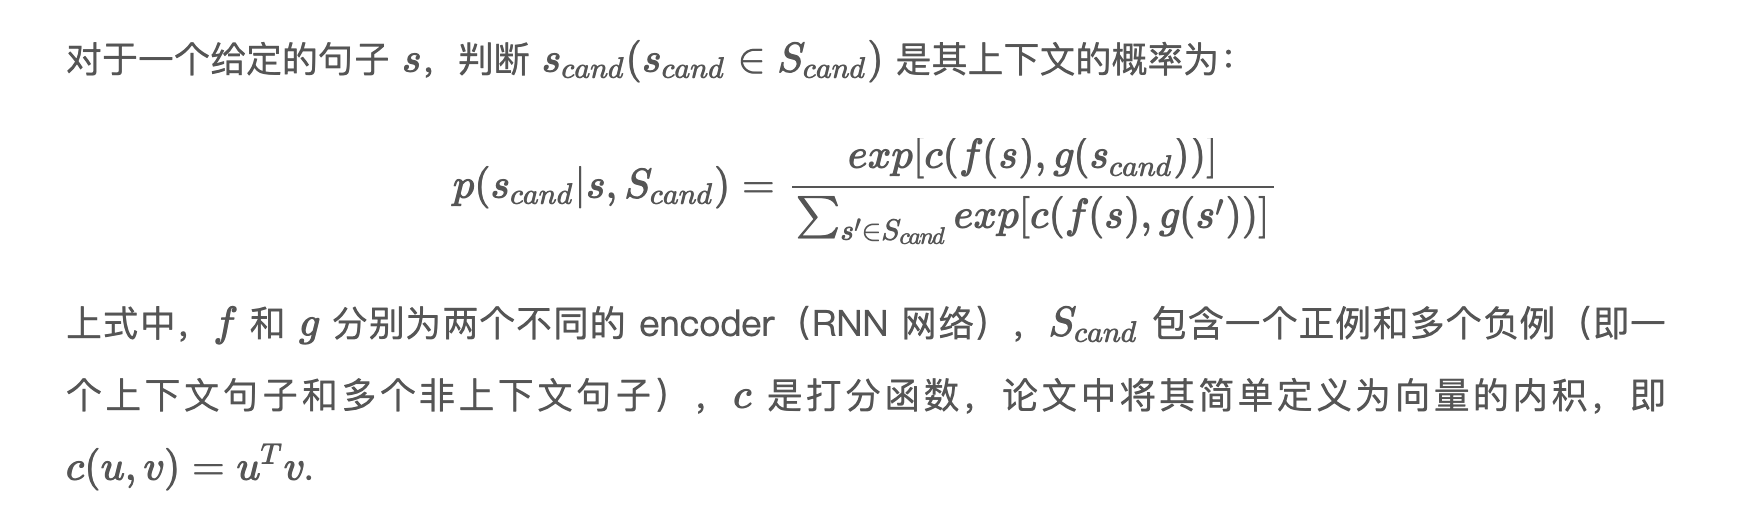 对于一个给定的句子 $s$，判断 $s_{cand}(s_{cand} \in S_{cand})$ 是其上下文的概率为：
$$p(s_{cand}|s, S_{cand}) = \frac{exp[c(f(s), g(s_{cand}))]}{\sum_{s' \in S_{cand}} exp[c(f(s), g(s'))]}$$
上式中，$f$ 和 $g$ 分别为两个不同的 encoder（RNN 网络），$S_{cand}$ 包含一个正例和多个负例（即一
个上下文句子和多个非上下文句子），$c$ 是打分函数，论文中将其简单定义为向量的内积，即
$c(u, v) = u^T v$.